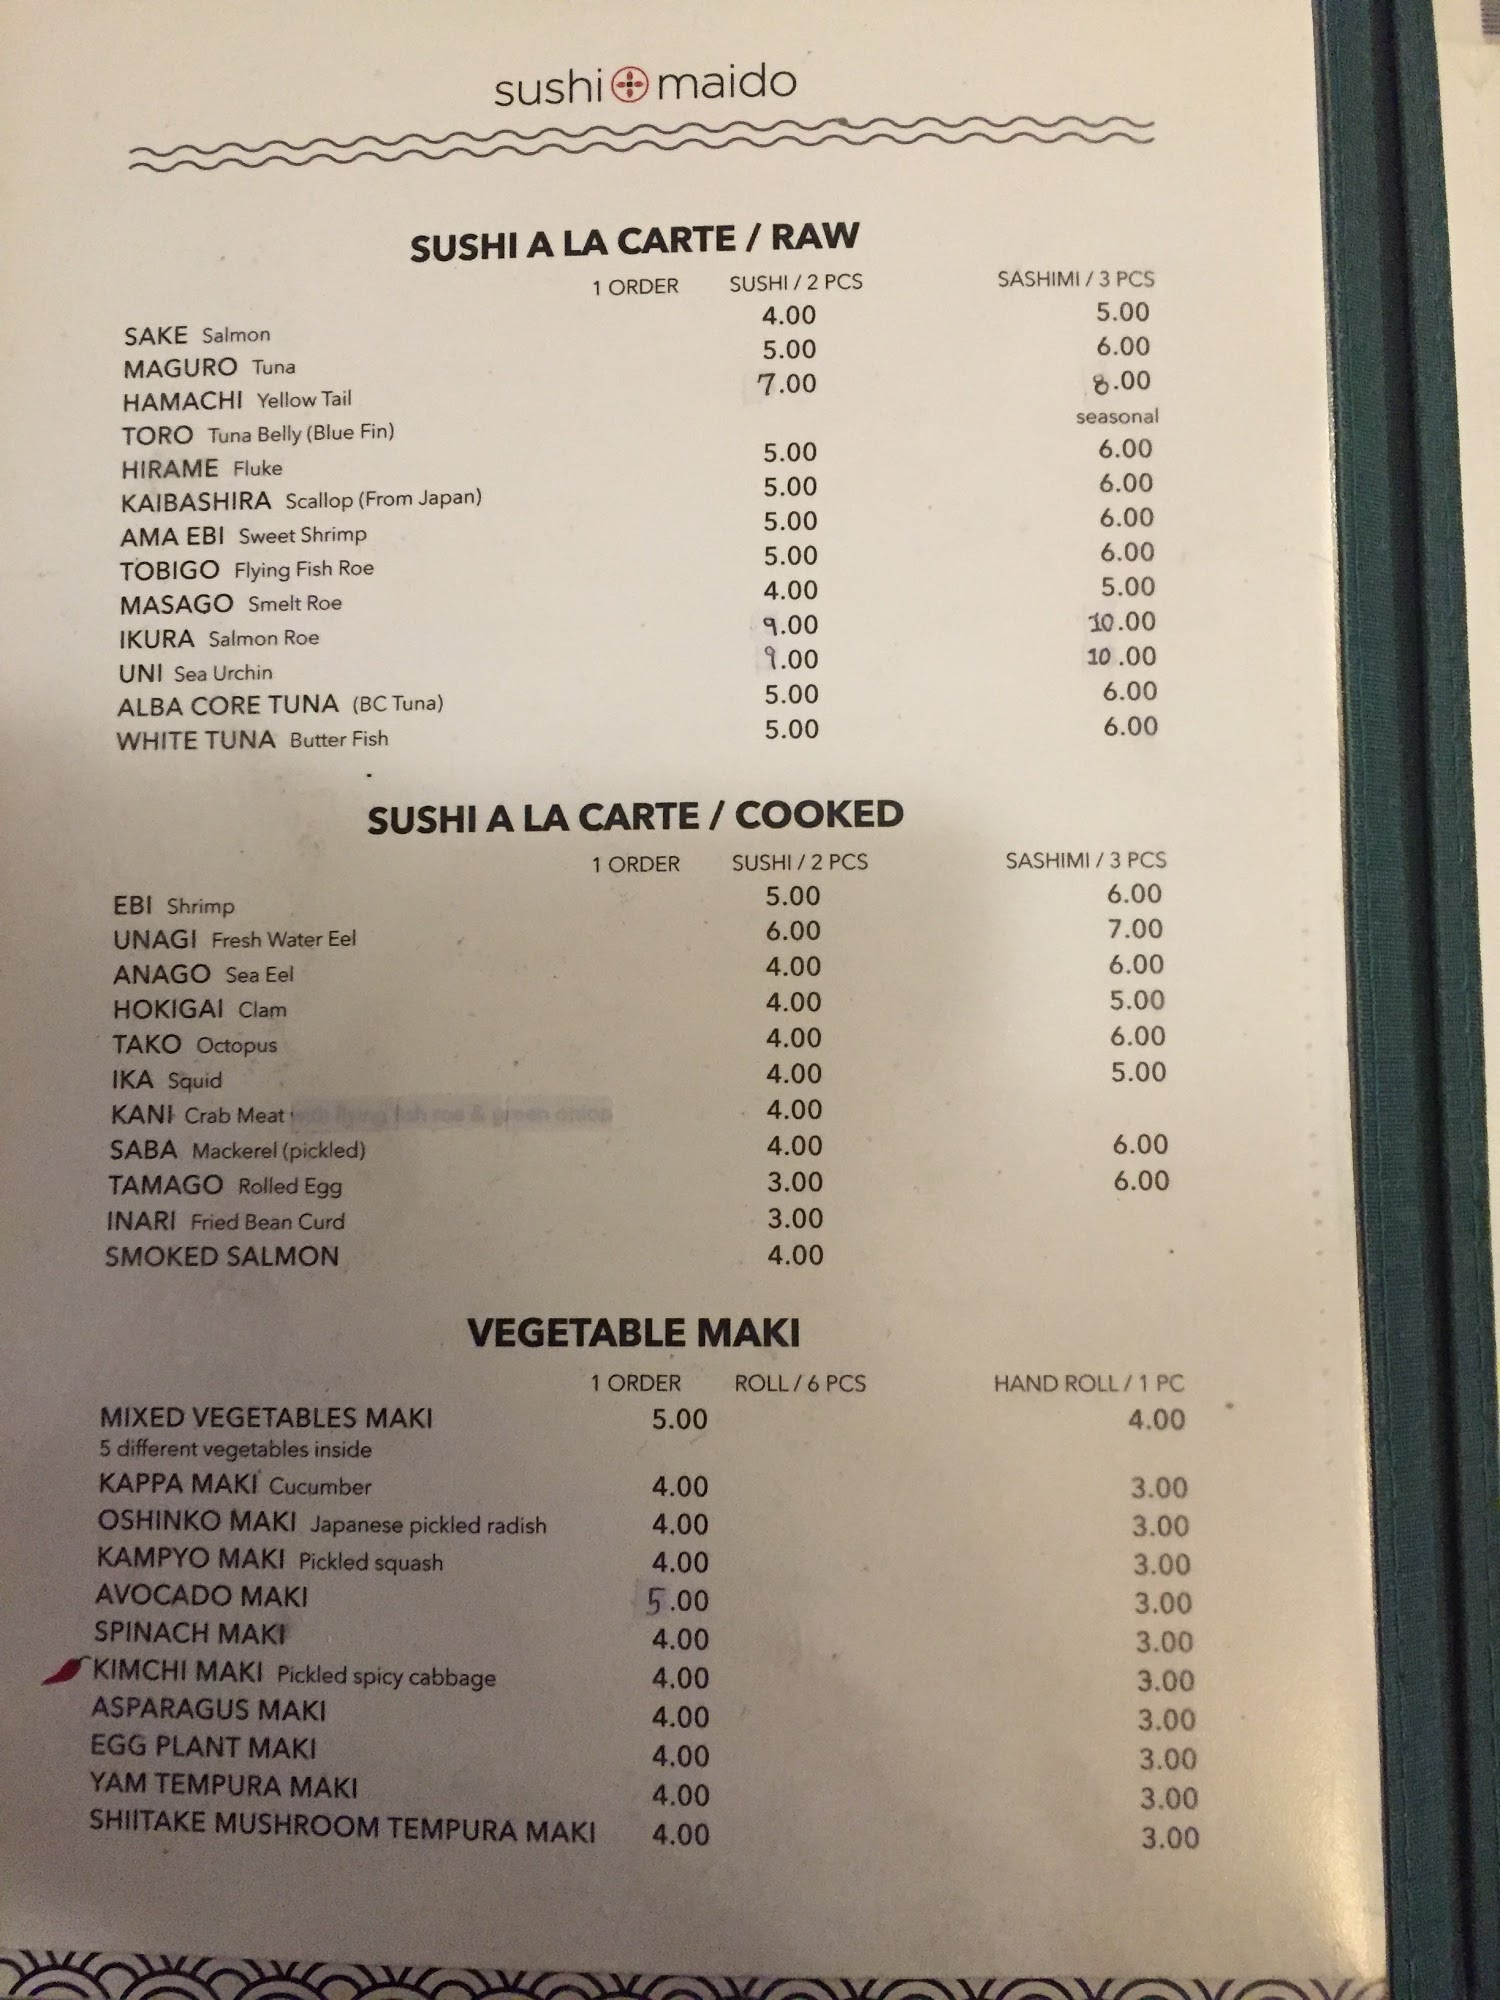 sushi maido
SUSHI A LA CARTE / RAW
1 ORDER SUSHI / 2 PCS SASHIMI / 3 PCS
SAKE Salmon 4.00 5.00
MAGURO Tuna 5.00 6.00
HAMACHI Yellow Tail 7.00 8.00
TORO Tuna Belly (Blue Fin) seasonal
HIRAME Fluke 5.00 6.00
KAIBASHIRA Scallop (From Japan) 5.00 6.00
AMA EBI Sweet Shrimp 5.00 6.00
TOBIGO Flying Fish Roe 5.00 6.00
MASAGO Smelt Roe 4.00 5.00
IKURA Salmon Roe 9.00 10.00
UNI Sea Urchin 9.00 10.00
ALBA CORE TUNA (BC Tuna) 5.00 6.00
WHITE TUNA Butter Fish 5.00 6.00
SUSHI A LA CARTE / COOKED
1 ORDER SUSHI / 2 PCS SASHIMI / 3 PCS
EBI Shrimp 5.00 6.00
UNAGI Fresh Water Eel 6.00 7.00
ANAGO Sea Eel 4.00 6.00
HOKIGAI Clam 4.00 5.00
TAKO Octopus 4.00 6.00
IKA Squid 4.00 5.00
KANI Crab Meat with flying fish roe & green onion 4.00
SABA Mackerel (pickled) 4.00 6.00
TAMAGO Rolled Egg 3.00 6.00
INARI Fried Bean Curd 3.00
SMOKED SALMON 4.00
VEGETABLE MAKI
1 ORDER ROLL / 6 PCS HAND ROLL / 1 PC
MIXED VEGETABLES MAKI 5.00 4.00
5 different vegetables inside
KAPPA MAKI Cucumber 4.00 3.00
OSHINKO MAKI Japanese pickled radish 4.00 3.00
KAMPYO MAKI Pickled squash 4.00 3.00
AVOCADO MAKI 5.00 3.00
SPINACH MAKI 4.00 3.00
KIMCHI MAKI Pickled spicy cabbage 4.00 3.00
ASPARAGUS MAKI 4.00 3.00
EGG PLANT MAKI 4.00 3.00
YAM TEMPURA MAKI 4.00 3.00
SHIITAKE MUSHROOM TEMPURA MAKI 4.00 3.00